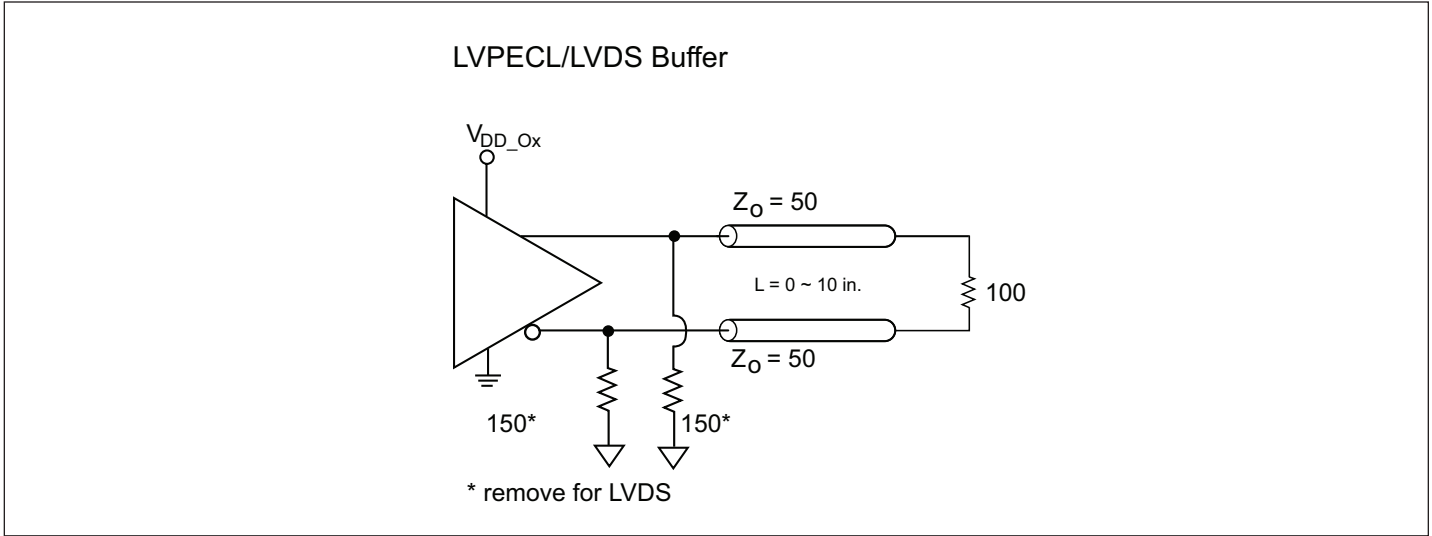 LVPECL/LVDS Buffer
VDD_Ox
Zo = 50
L = 0 ~ 10 in.
100
Zo = 50
150*
150*
* remove for LVDS